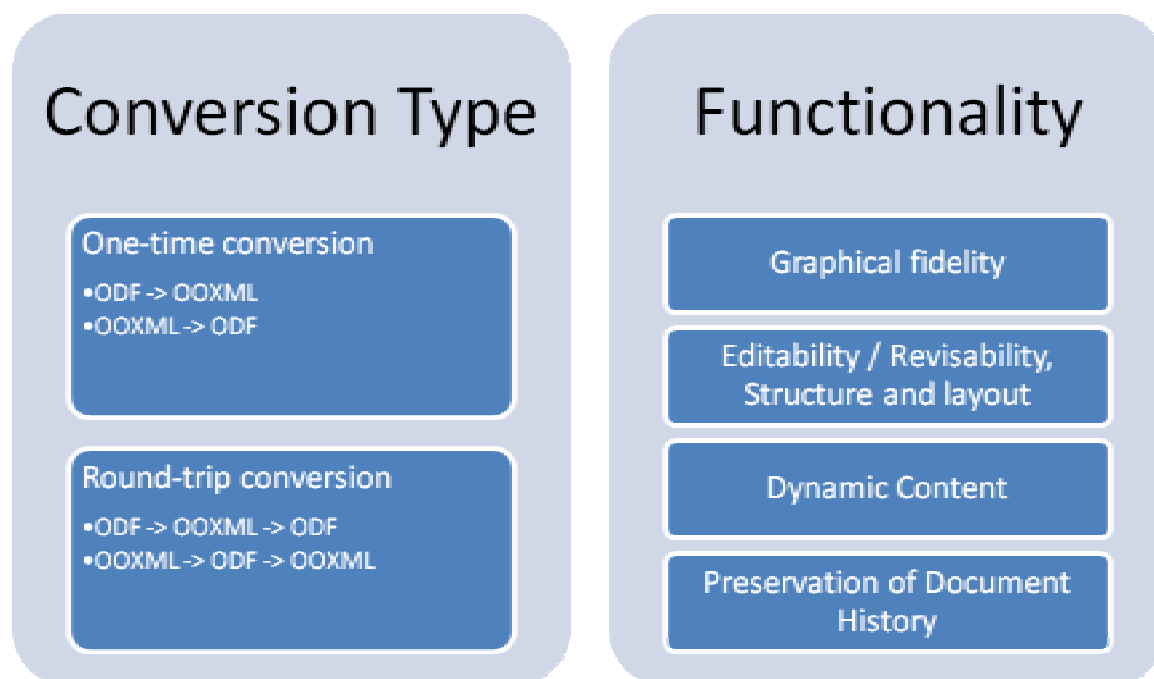 Conversion Type
One-time conversion
•ODF -> OOXML
•OOXML -> ODF
Round-trip conversion
•ODF -> OOXML -> ODF
•OOXML -> ODF -> OOXML
Functionality
Graphical fidelity
Editability / Revisability,
Structure and layout
Dynamic Content
Preservation of Document
History